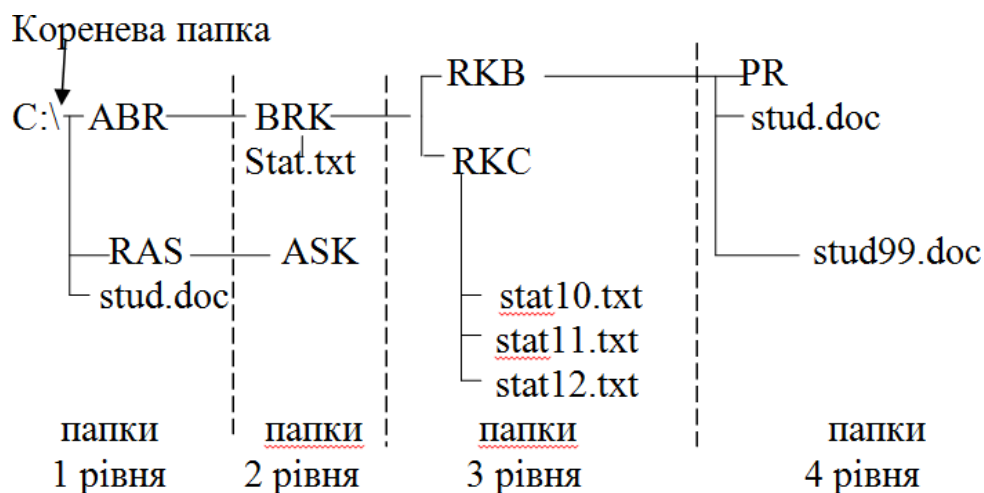 Коренева папка
C:\ ABR BRK RKB PR
stud.doc
Stat.txt
RKC
RAS ASK stud99.doc
stud.doc
stat10.txt
stat11.txt
stat12.txt
папки папки папки папки
1 рівня 2 рівня 3 рівня 4 рівня